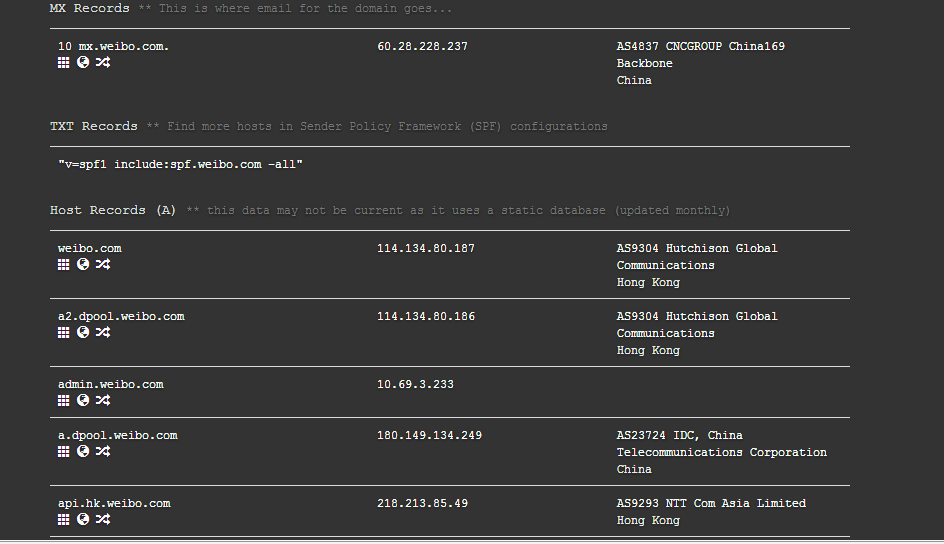 MX Records ** This is where email for the domain goes...
10 mx.weibo.com. 60.28.228.237 AS4837 CNCGROUP China169
Backbone
China
TXT Records ** Find more hosts in Sender Policy Framework (SPF) configurations
"v=spf1 include:spf.weibo.com -all"
Host Records (A) ** this data may not be current as it uses a static database (updated monthly)
weibo.com 114.134.80.187 AS9304 Hutchison Global
Communications
Hong Kong
a2.dpool.weibo.com 114.134.80.186 AS9304 Hutchison Global
Communications
Hong Kong
admin.weibo.com 10.69.3.233
a.dpool.weibo.com 180.149.134.249 AS23724 IDC, China
Telecommunications Corporation
China
api.hk.weibo.com 218.213.85.49 AS9293 NTT Com Asia Limited
Hong Kong